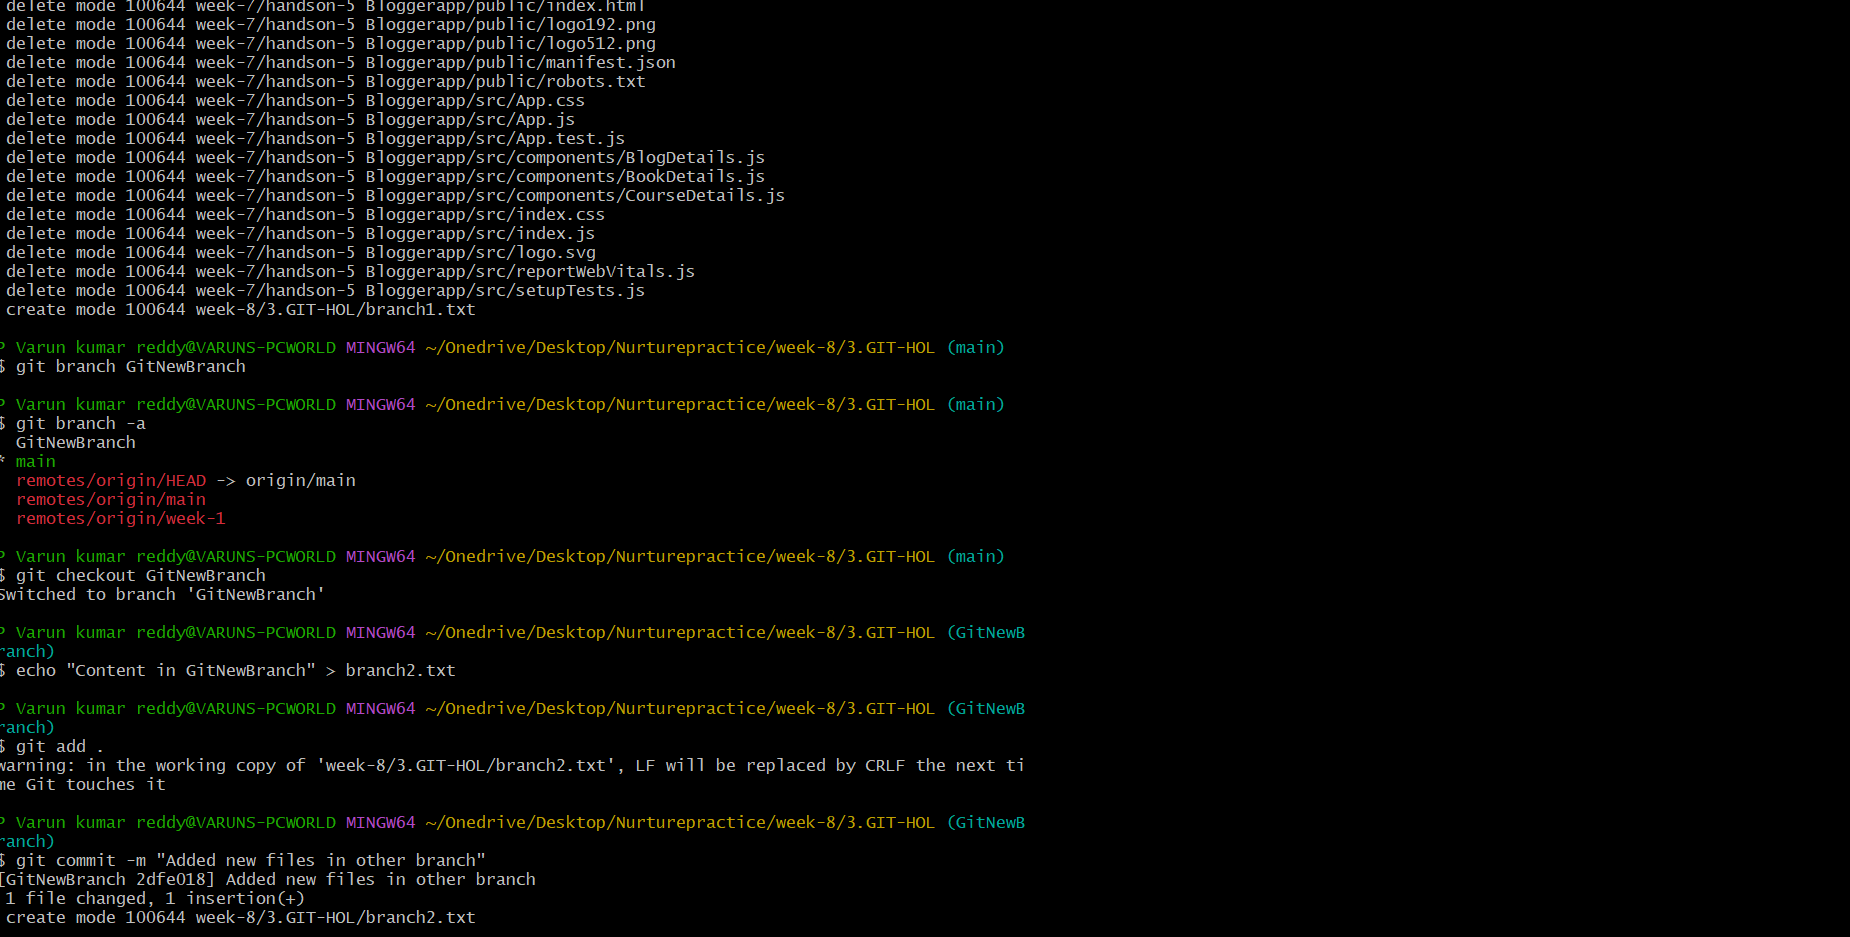 delete mode 100644 week-7/handson-5 Bloggerapp/public/index.html
delete mode 100644 week-7/handson-5 Bloggerapp/public/logo192.png
delete mode 100644 week-7/handson-5 Bloggerapp/public/logo512.png
delete mode 100644 week-7/handson-5 Bloggerapp/public/manifest.json
delete mode 100644 week-7/handson-5 Bloggerapp/public/robots.txt
delete mode 100644 week-7/handson-5 Bloggerapp/src/App.css
delete mode 100644 week-7/handson-5 Bloggerapp/src/App.js
delete mode 100644 week-7/handson-5 Bloggerapp/src/App.test.js
delete mode 100644 week-7/handson-5 Bloggerapp/src/components/BlogDetails.js
delete mode 100644 week-7/handson-5 Bloggerapp/src/components/BookDetails.js
delete mode 100644 week-7/handson-5 Bloggerapp/src/components/CourseDetails.js
delete mode 100644 week-7/handson-5 Bloggerapp/src/index.css
delete mode 100644 week-7/handson-5 Bloggerapp/src/index.js
delete mode 100644 week-7/handson-5 Bloggerapp/src/logo.svg
delete mode 100644 week-7/handson-5 Bloggerapp/src/reportWebVitals.js
delete mode 100644 week-7/handson-5 Bloggerapp/src/setupTests.js
create mode 100644 week-8/3.GIT-HOL/branch1.txt
P Varun kumar reddy@VARUNS-PCWORLD MINGW64 ~/Onedrive/Desktop/Nurturepractice/week-8/3.GIT-HOL (main)
$ git branch GitNewBranch
P Varun kumar reddy@VARUNS-PCWORLD MINGW64 ~/Onedrive/Desktop/Nurturepractice/week-8/3.GIT-HOL (main)
$ git branch -a
GitNewBranch
* main
remotes/origin/HEAD -> origin/main
remotes/origin/main
remotes/origin/week-1
P Varun kumar reddy@VARUNS-PCWORLD MINGW64 ~/Onedrive/Desktop/Nurturepractice/week-8/3.GIT-HOL (main)
$ git checkout GitNewBranch
Switched to branch 'GitNewBranch'
P Varun kumar reddy@VARUNS-PCWORLD MINGW64 ~/Onedrive/Desktop/Nurturepractice/week-8/3.GIT-HOL (GitNewB
ranch)
$ echo "Content in GitNewBranch" > branch2.txt
P Varun kumar reddy@VARUNS-PCWORLD MINGW64 ~/Onedrive/Desktop/Nurturepractice/week-8/3.GIT-HOL (GitNewB
ranch)
$ git add .
warning: in the working copy of 'week-8/3.GIT-HOL/branch2.txt', LF will be replaced by CRLF the next ti
me Git touches it
P Varun kumar reddy@VARUNS-PCWORLD MINGW64 ~/Onedrive/Desktop/Nurturepractice/week-8/3.GIT-HOL (GitNewB
ranch)
$ git commit -m "Added new files in other branch"
[GitNewBranch 2dfe018] Added new files in other branch
1 file changed, 1 insertion(+)
create mode 100644 week-8/3.GIT-HOL/branch2.txt